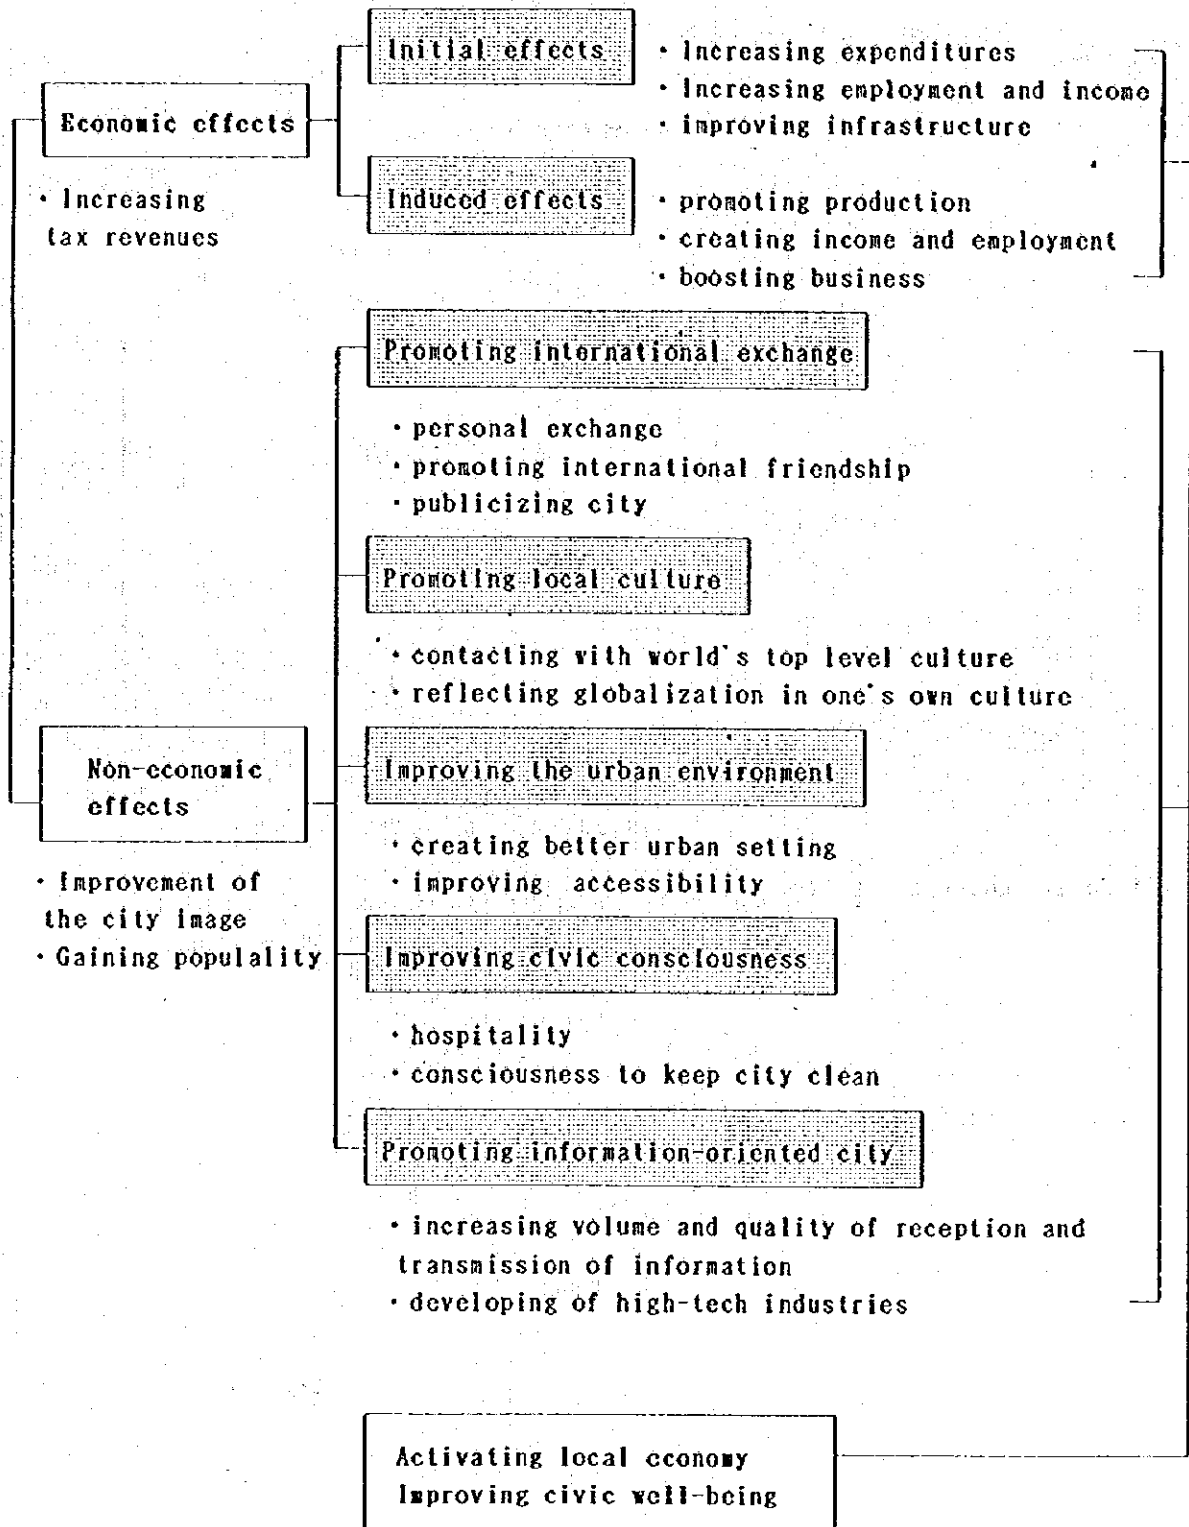 Initial effects
· Increasing expenditures
· Increasing employment and income
· improving infrastructure
Economic effects
· Increasing
tax revenues
Induced effects
· promoting production
· creating income and employment
· boosting business
Promoting international exchange
· personal exchange
· promoting international friendship
· publicizing city
Promoting local culture
· contacting with world's top level culture
· reflecting globalization in one's own culture
Non-economic
effects
· Improvement of
the city image
· Gaining populality
Improving the urban environment
· creating better urban setting
· improving accessibility
Improving civic consciousness
· hospitality
· consciousness to keep city clean
Promoting information-oriented city
· increasing volume and quality of reception and
transmission of information
· developing of high-tech industries
Activating local economy
Improving civic well-being